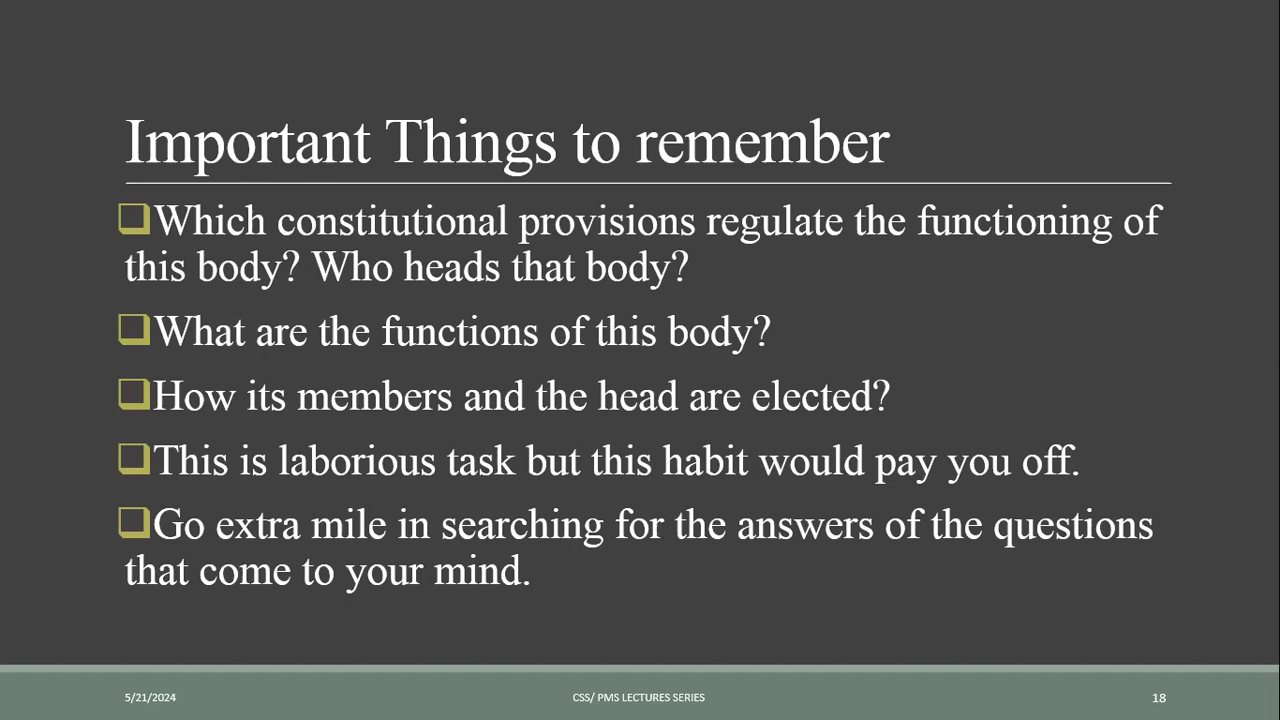 Important Things to remember
Which constitutional provisions regulate the functioning of
this body? Who heads that body?
What are the functions of this body?
How its members and the head are elected?
This is laborious task but this habit would pay you off.
Go extra mile in searching for the answers of the questions
that come to your mind.
5/21/2024
CSS/ PMS LECTURES SERIES
18